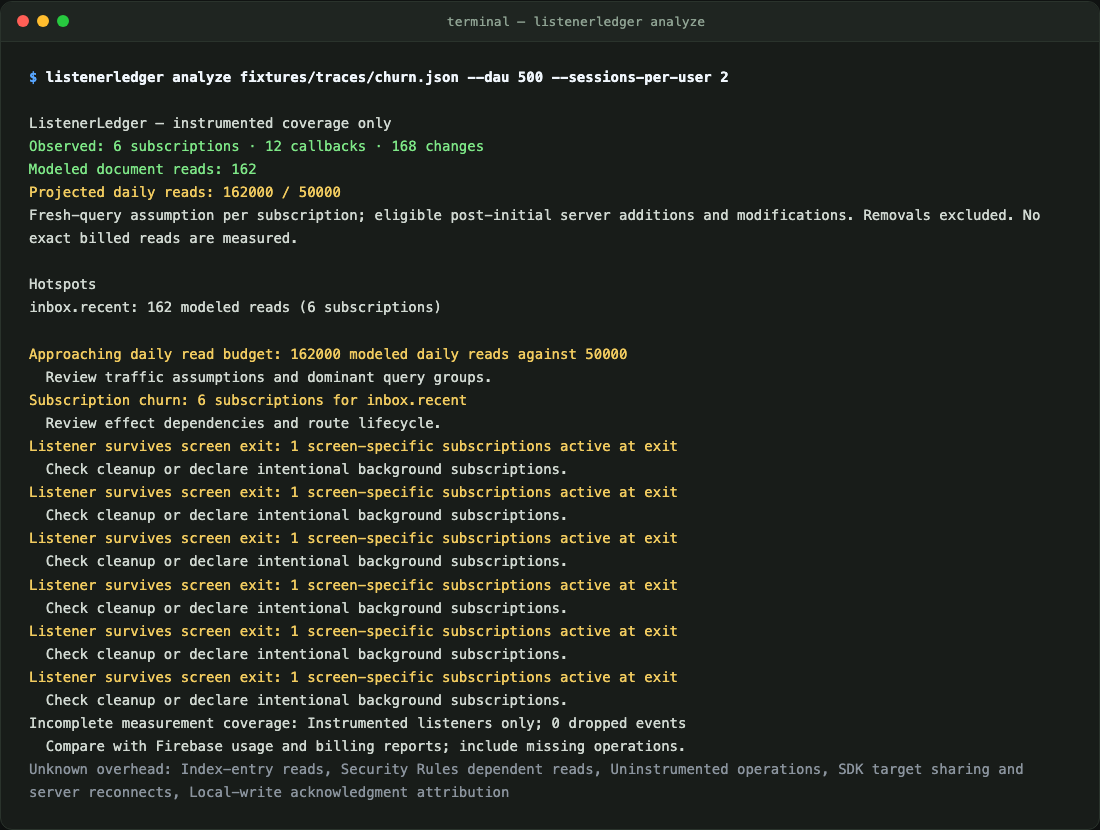 terminal — listenerledger analyze
$ listenerledger analyze fixtures/traces/churn.json --dau 500 --sessions-per-user 2
ListenerLedger — instrumented coverage only
Observed: 6 subscriptions · 12 callbacks · 168 changes
Modeled document reads: 162
Projected daily reads: 162000 / 50000
Fresh-query assumption per subscription; eligible post-initial server additions and modifications. Removals excluded. No
exact billed reads are measured.
Hotspots
inbox.recent: 162 modeled reads (6 subscriptions)
Approaching daily read budget: 162000 modeled daily reads against 50000
Review traffic assumptions and dominant query groups.
Subscription churn: 6 subscriptions for inbox.recent
Review effect dependencies and route lifecycle.
Listener survives screen exit: 1 screen-specific subscriptions active at exit
Check cleanup or declare intentional background subscriptions.
Listener survives screen exit: 1 screen-specific subscriptions active at exit
Check cleanup or declare intentional background subscriptions.
Listener survives screen exit: 1 screen-specific subscriptions active at exit
Check cleanup or declare intentional background subscriptions.
Listener survives screen exit: 1 screen-specific subscriptions active at exit
Check cleanup or declare intentional background subscriptions.
Listener survives screen exit: 1 screen-specific subscriptions active at exit
Check cleanup or declare intentional background subscriptions.
Listener survives screen exit: 1 screen-specific subscriptions active at exit
Check cleanup or declare intentional background subscriptions.
Incomplete measurement coverage: Instrumented listeners only; 0 dropped events
Compare with Firebase usage and billing reports; include missing operations.
Unknown overhead: Index-entry reads, Security Rules dependent reads, Uninstrumented operations, SDK target sharing and
server reconnects, Local-write acknowledgment attribution